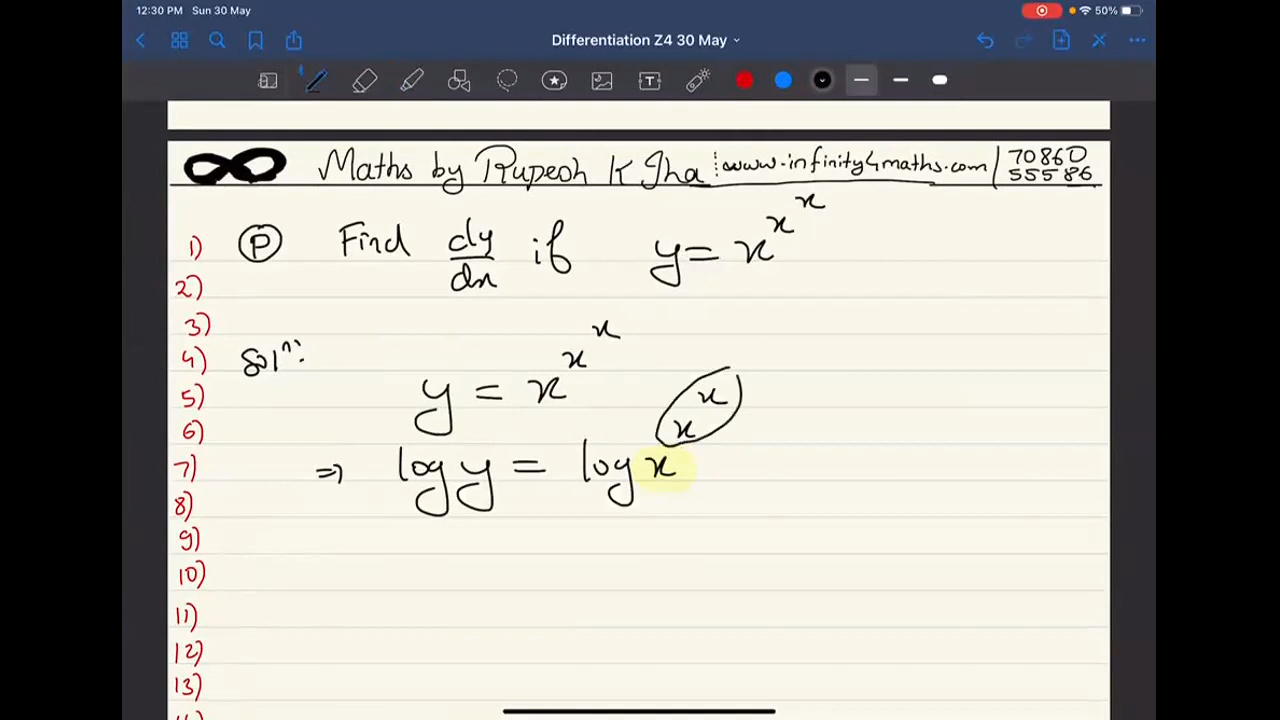 12:30 PM Sun 30 May 50%
Differentiation Z4 30 May
Maths by Rupesh K Jha www.infinity4maths.com / 70860 55586
1) Ⓟ Find dy/dx if y = x^x^x
2)
3)
4) Solⁿ:
5) y = x^x^x
6)
7) ⇒ log y = log x^x^x
8)
9)
10)
11)
12)
13)